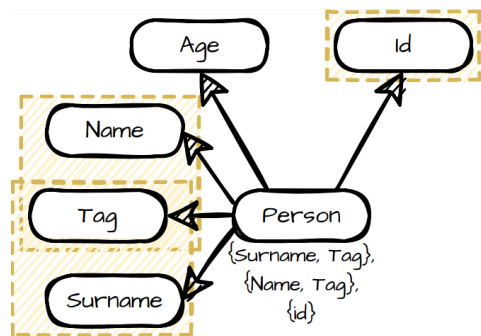 Age
Id
Name
Tag
Person
Surname
{Surname, Tag},
{Name, Tag},
{id}